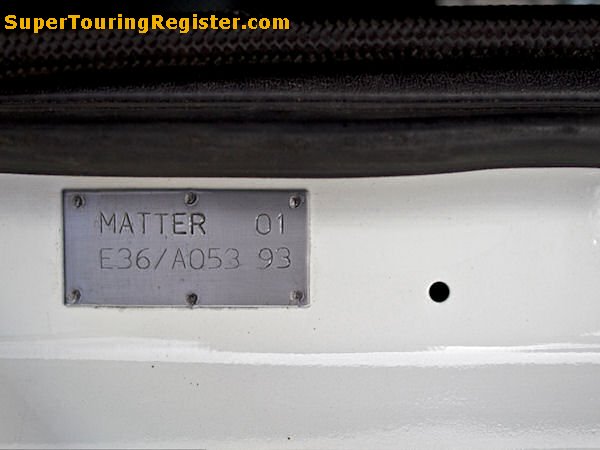 SuperTouringRegister.com
MATTER 01
E36/A053 93